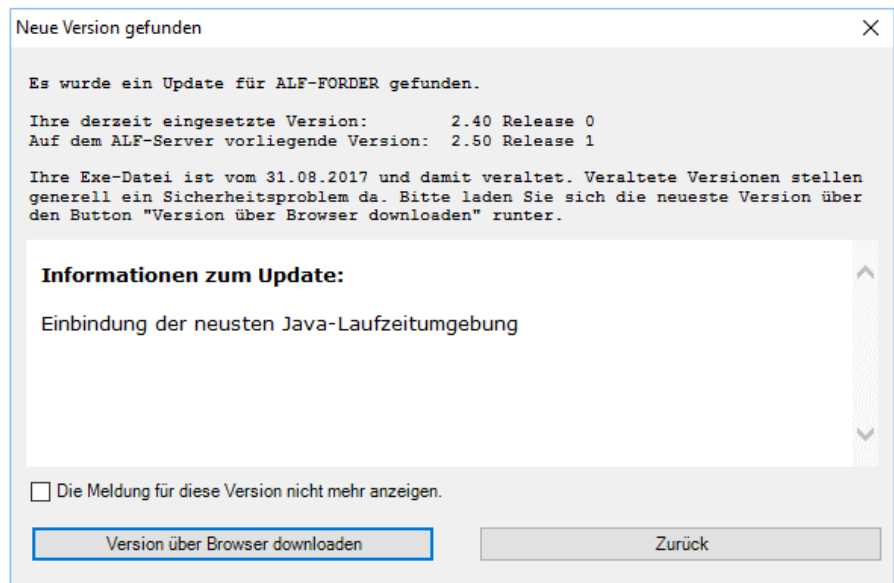 Neue Version gefunden
Es wurde ein Update für ALF-FORDER gefunden.
Ihre derzeit eingesetzte Version: 2.40 Release 0
Auf dem ALF-Server vorliegende Version: 2.50 Release 1
Ihre Exe-Datei ist vom 31.08.2017 und damit veraltet. Veraltete Versionen stellen
generell ein Sicherheitsproblem da. Bitte laden Sie sich die neueste Version über
den Button "Version über Browser downloaden" runter.
Informationen zum Update:
Einbindung der neusten Java-Laufzeitumgebung
Die Meldung für diese Version nicht mehr anzeigen.
Version über Browser downloaden
Zurück